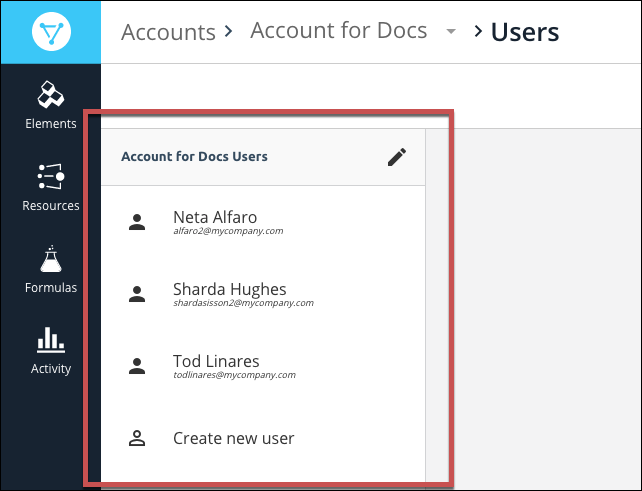 Accounts > Account for Docs > Users
Elements
Resources
Formulas
Activity
Account for Docs Users
Neta Alfaro
alfaro2@mycompany.com
Sharda Hughes
shardasisson2@mycompany.com
Tod Linares
todlinares@mycompany.com
Create new user